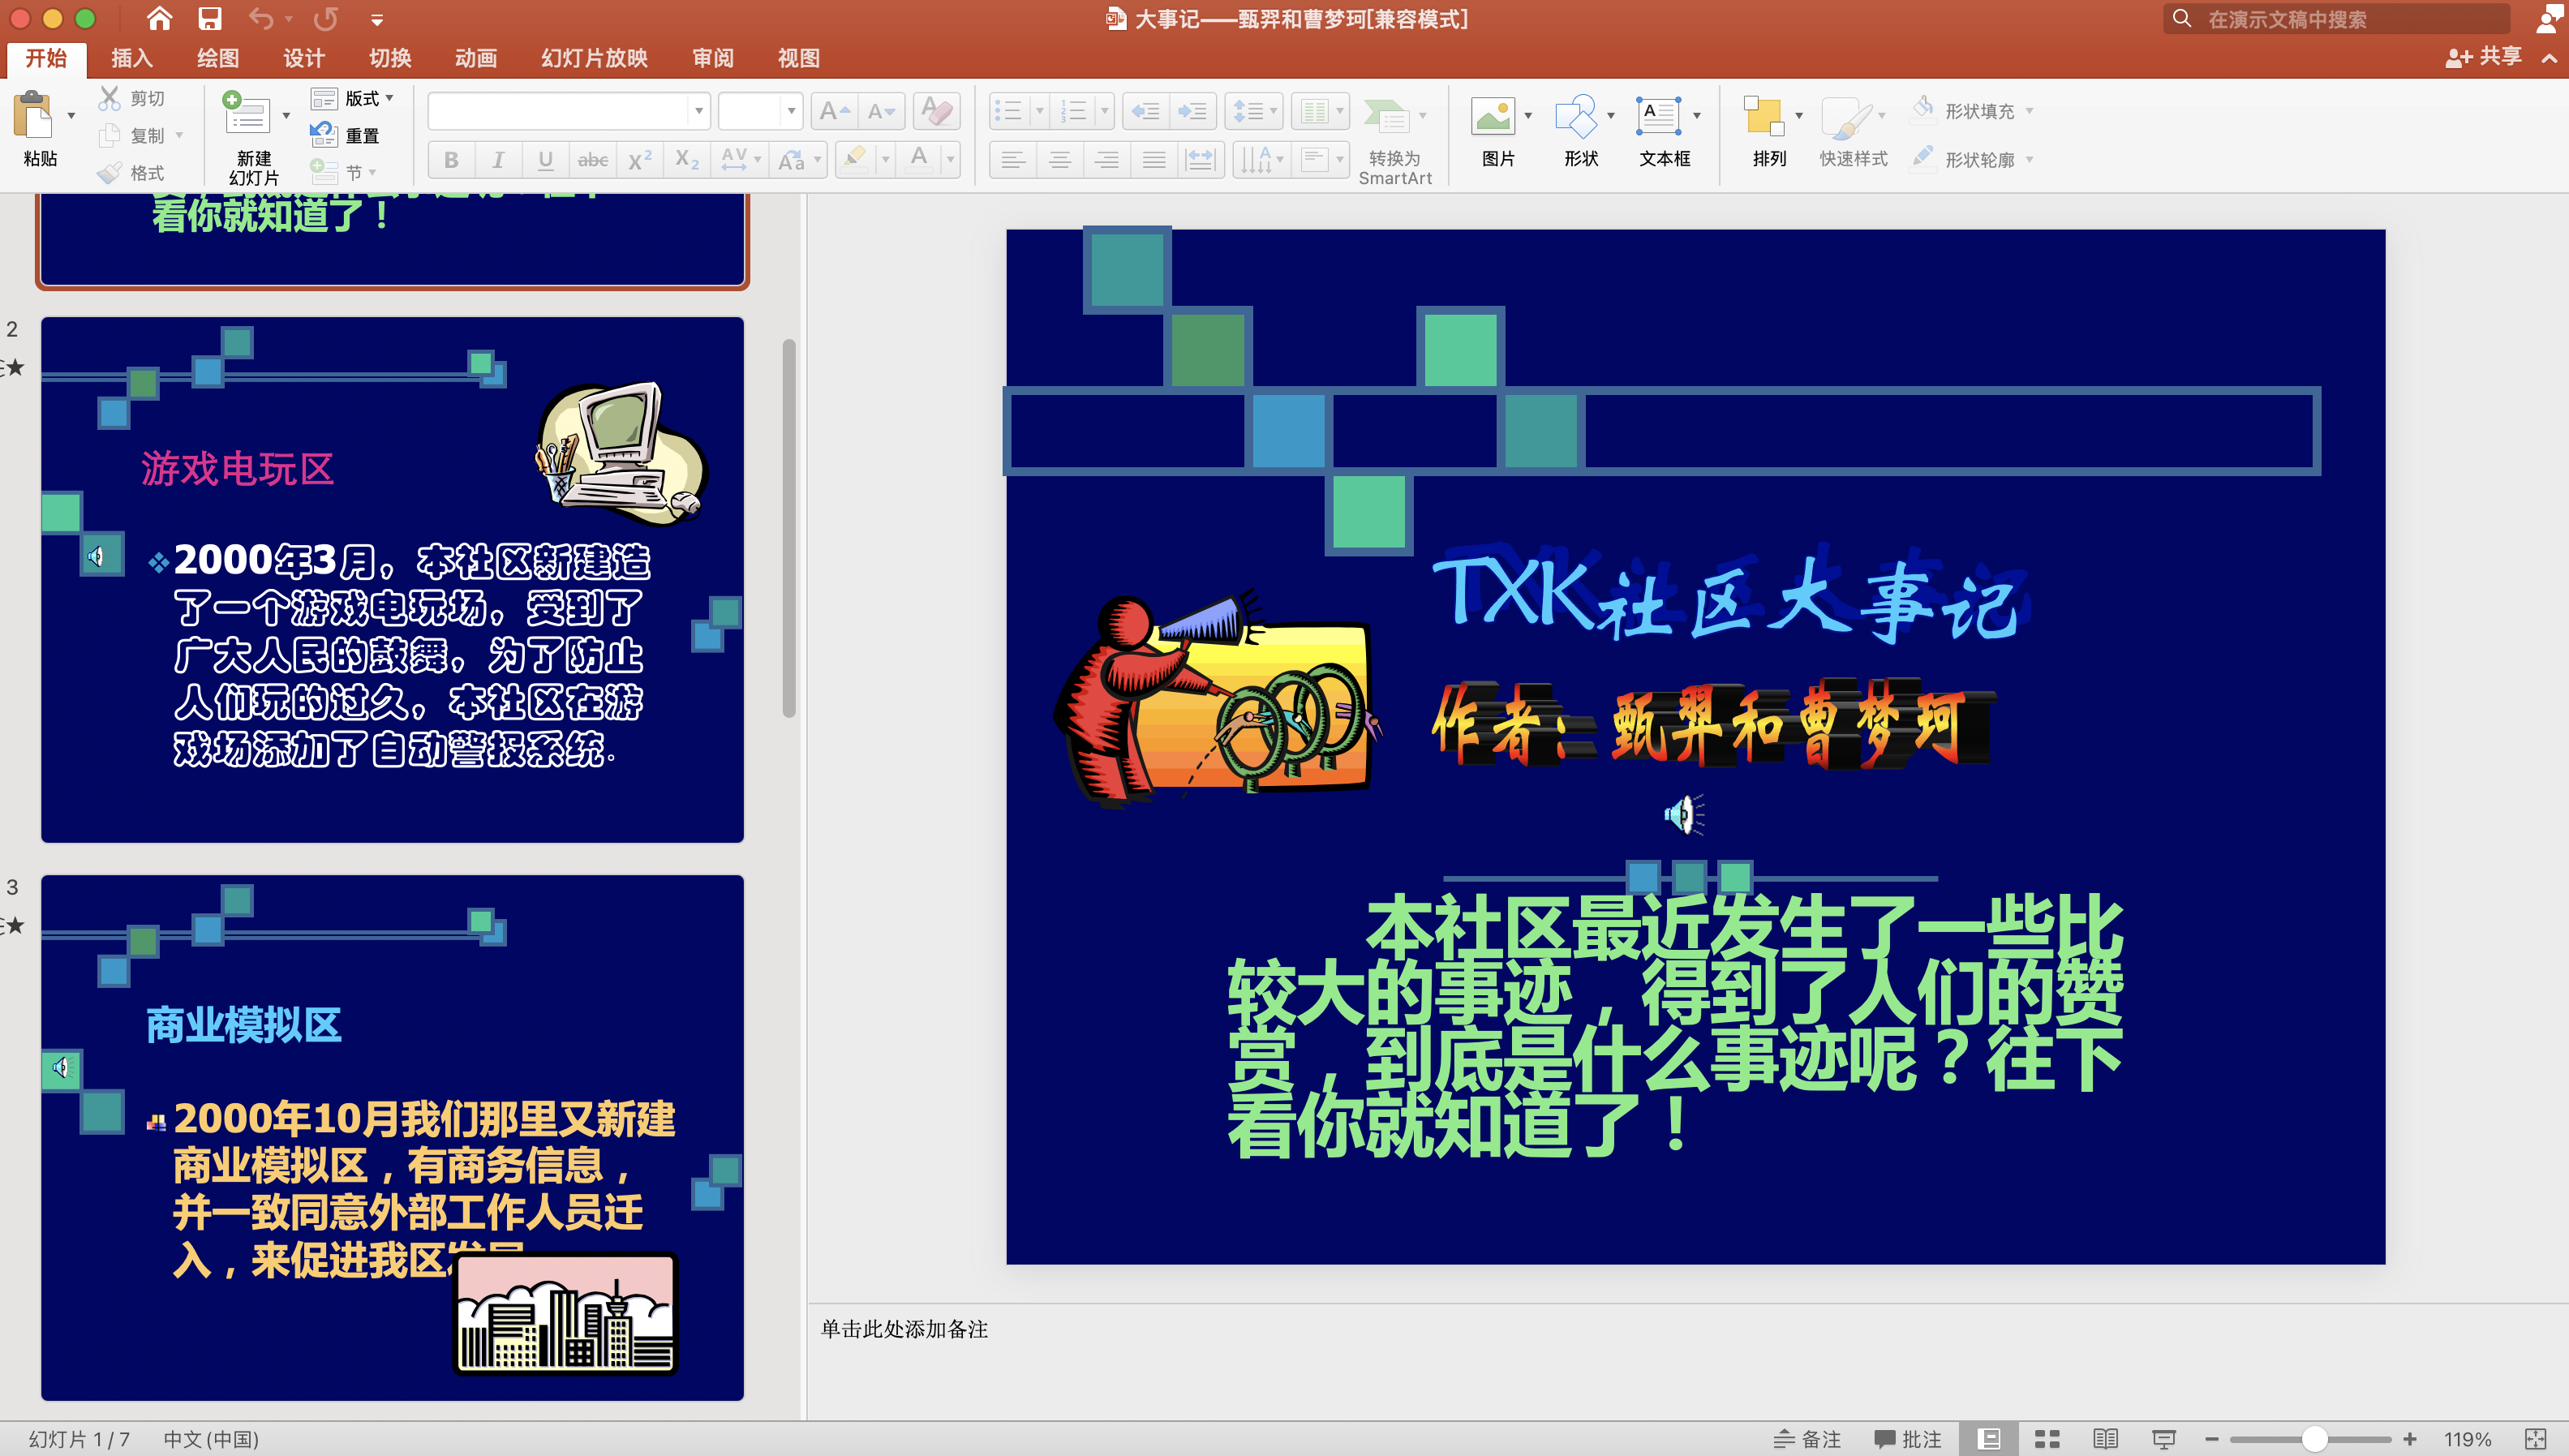 大事记——甄羿和曹梦珂[兼容模式]
在演示文稿中搜索
开始 插入 绘图 设计 切换 动画 幻灯片放映 审阅 视图
共享
粘贴
剪切
复制
格式
新建
幻灯片
版式
重置
节
转换为
SmartArt
图片
形状
文本框
排列
快速样式
形状填充
形状轮廓
看你就知道了！
2
游戏电玩区
2000年3月，本社区新建造
了一个游戏电玩场，受到了
广大人民的鼓舞，为了防止
人们玩的过久，本社区在游
戏场添加了自动警报系统.
3
商业模拟区
2000年10月我们那里又新建
商业模拟区，有商务信息，
并一致同意外部工作人员迁
入，来促进我区
TXK社区大事记
作者：甄羿和曹梦珂
本社区最近发生了一些比
较大的事迹，得到了人们的赞
赏，到底是什么事迹呢？往下
看你就知道了！
单击此处添加备注
幻灯片 1 / 7 中文 (中国)
备注 批注 119%